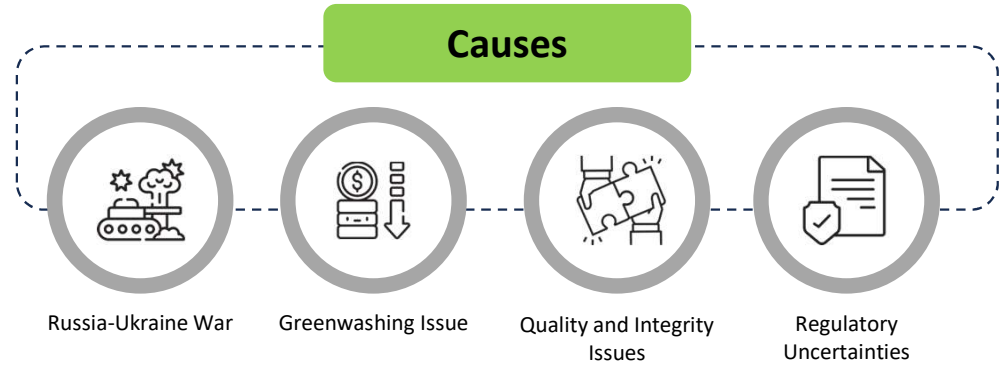 Causes
$
Russia-Ukraine War
Greenwashing Issue
Quality and Integrity
Issues
Regulatory
Uncertainties